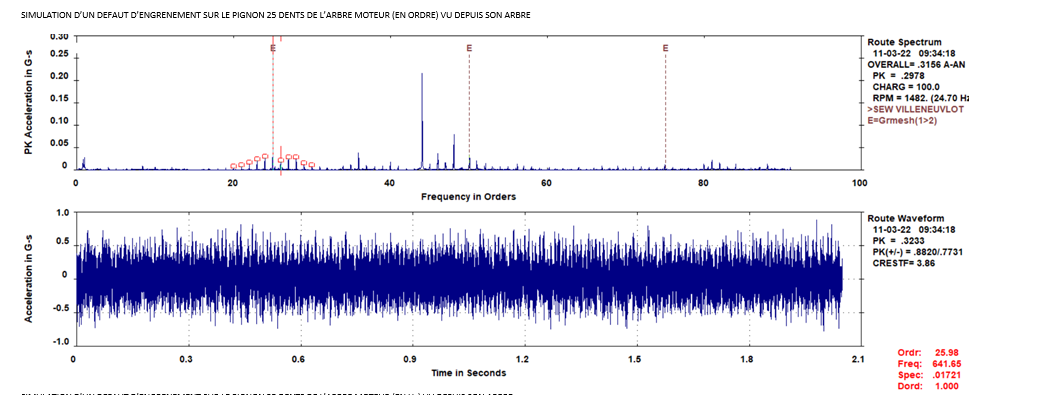 SIMULATION D'UN DEFAUT D'ENGRENEMENT SUR LE PIGNON 25 DENTS DE L'ARBRE MOTEUR (EN ORDRE) VU DEPUIS SON ARBRE
PK Acceleration in G-s
0.30
0.25
0.20
0.15
0.10
0.05
0
E E E
C C C C C C C C C C
0 20 40 60 80 100
Frequency in Orders
Route Spectrum
11-03-22 09:34:18
OVERALL= .3156 A-AN
PK = .2978
CHARG = 100.0
RPM = 1482. (24.70 Hz
>SEW VILLENEUVLOT
E=Grmesh(1>2)
Acceleration in G-s
1.0
0.5
0
-0.5
-1.0
0 0.3 0.6 0.9 1.2 1.5 1.8 2.1
Time in Seconds
Route Waveform
11-03-22 09:34:18
PK = .3233
PK(+/-) = .8820/.7731
CRESTF= 3.86
Ordr: 25.98
Freq: 641.65
Spec: .01721
Dord: 1.000